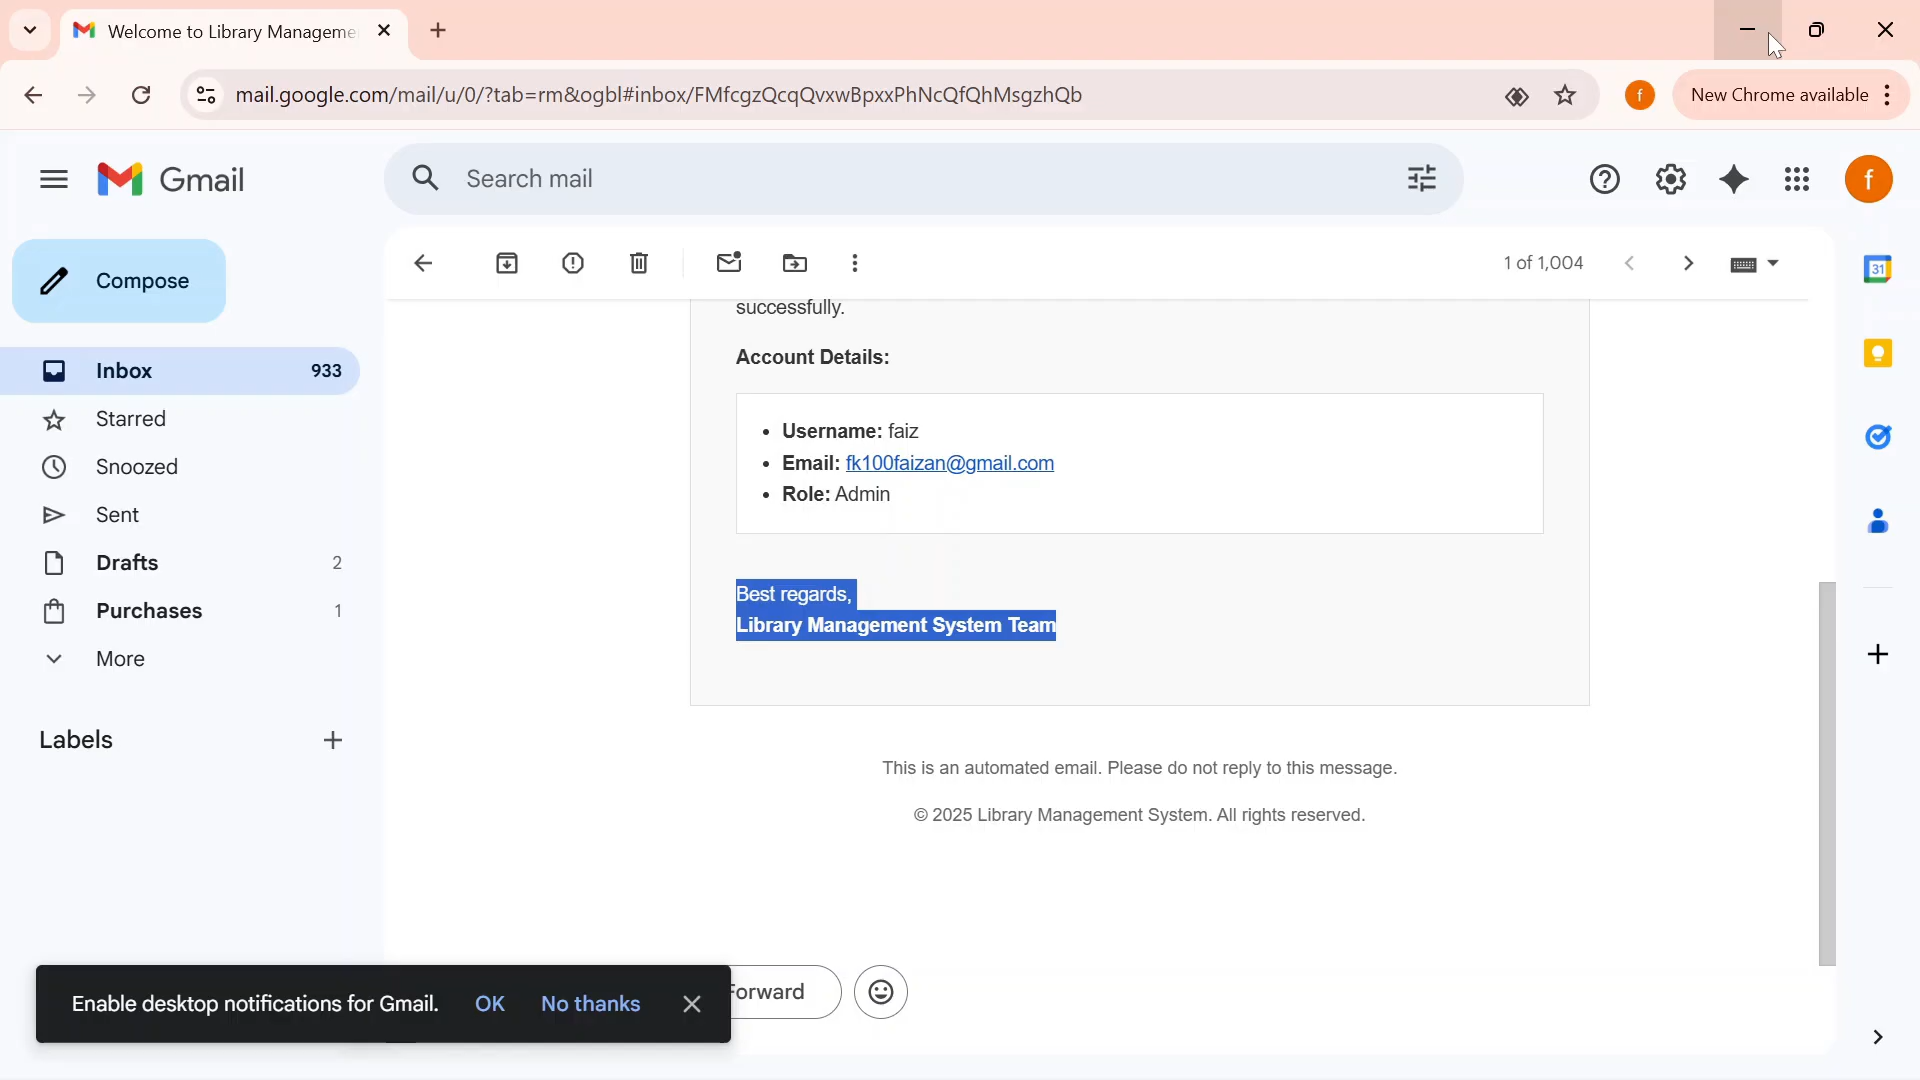 Welcome to Library Manageme
mail.google.com/mail/u/0/?tab=rm&ogbl#inbox/FMfcgzQcqQvxwBpxxPhNcQfQhMsgzhQb
f
New Chrome available
Gmail
Search mail
f
Compose
1 of 1,004
31
Inbox 933
Starred
Snoozed
Sent
Drafts 2
Purchases 1
More
Labels
successfully.
Account Details:
• Username: faiz
• Email: fk100faizan@gmail.com
• Role: Admin
Best regards,
Library Management System Team
This is an automated email. Please do not reply to this message.
© 2025 Library Management System. All rights reserved.
Enable desktop notifications for Gmail. OK No thanks
Forward